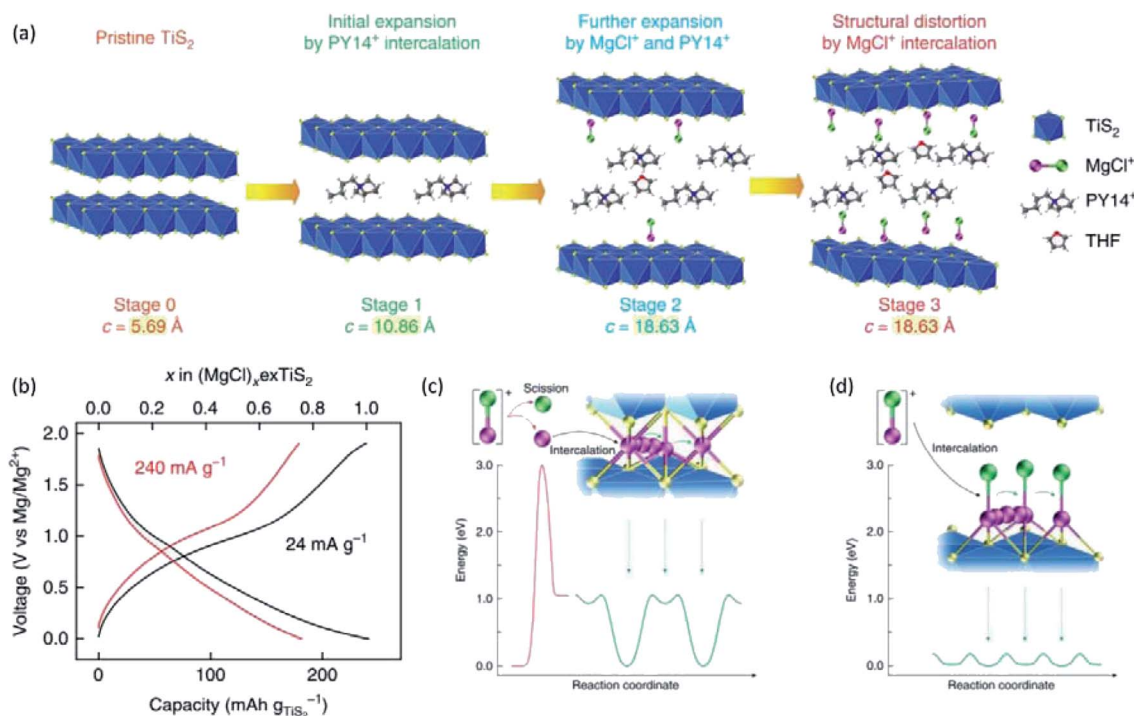 (a)
Pristine TiS₂
Initial expansion
by PY14⁺ intercalation
Further expansion
by MgCl⁺ and PY14⁺
Structural distortion
by MgCl⁺ intercalation
TiS₂
MgCl⁺
PY14⁺
THF
Stage 0
c = 5.69 Å
Stage 1
c = 10.86 Å
Stage 2
c = 18.63 Å
Stage 3
c = 18.63 Å
(b)
x in (MgCl)ₓexTiS₂
0.0 0.2 0.4 0.6 0.8 1.0
2.0
1.5
1.0
0.5
0.0
Voltage (V vs Mg/Mg²⁺)
240 mA g⁻¹
24 mA g⁻¹
0 100 200
Capacity (mAh g_TiS₂⁻¹)
(c)
+
Scission
Intercalation
3.0
2.0
1.0
0.0
Energy (eV)
Reaction coordinate
(d)
+
Intercalation
3.0
2.0
1.0
0.0
Energy (eV)
Reaction coordinate